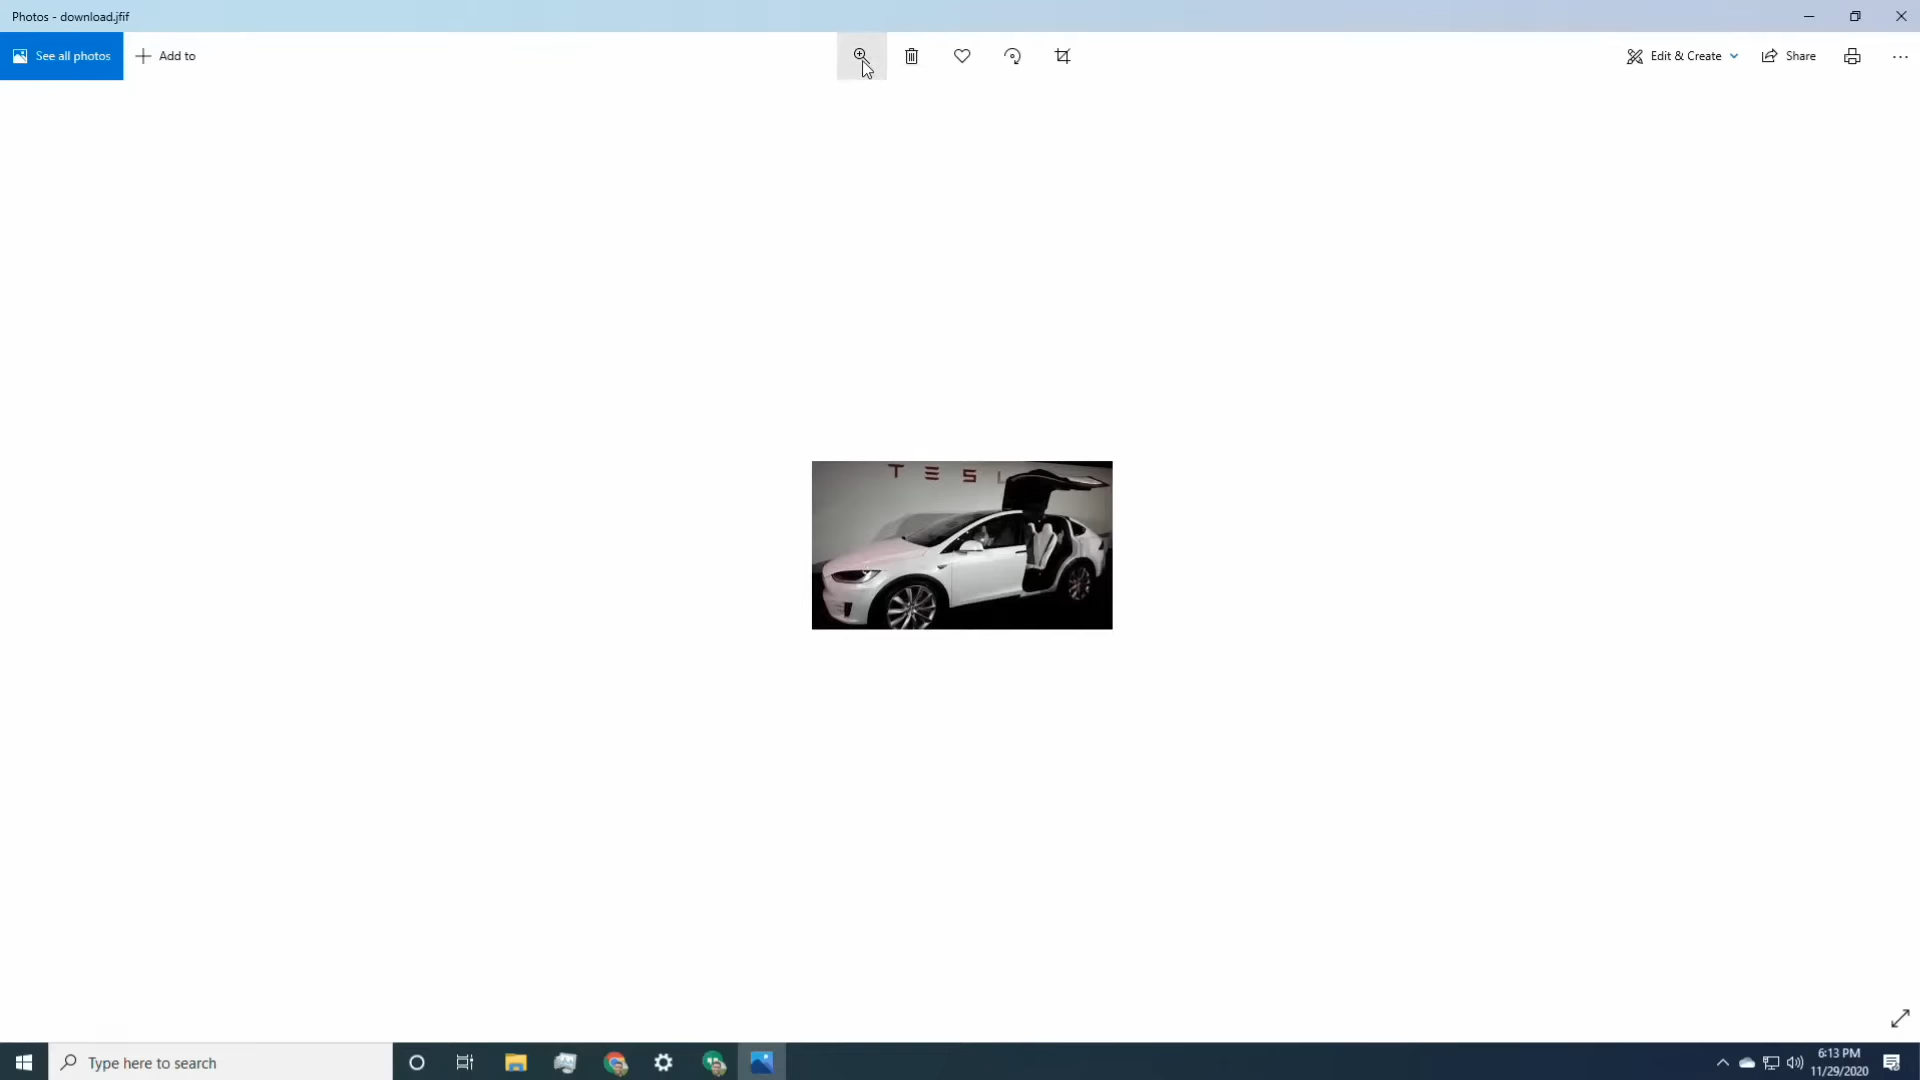 Photos - download.jfif
See all photos
Add to
Edit & Create
Share
T E S L
Type here to search
6:13 PM
11/29/2020